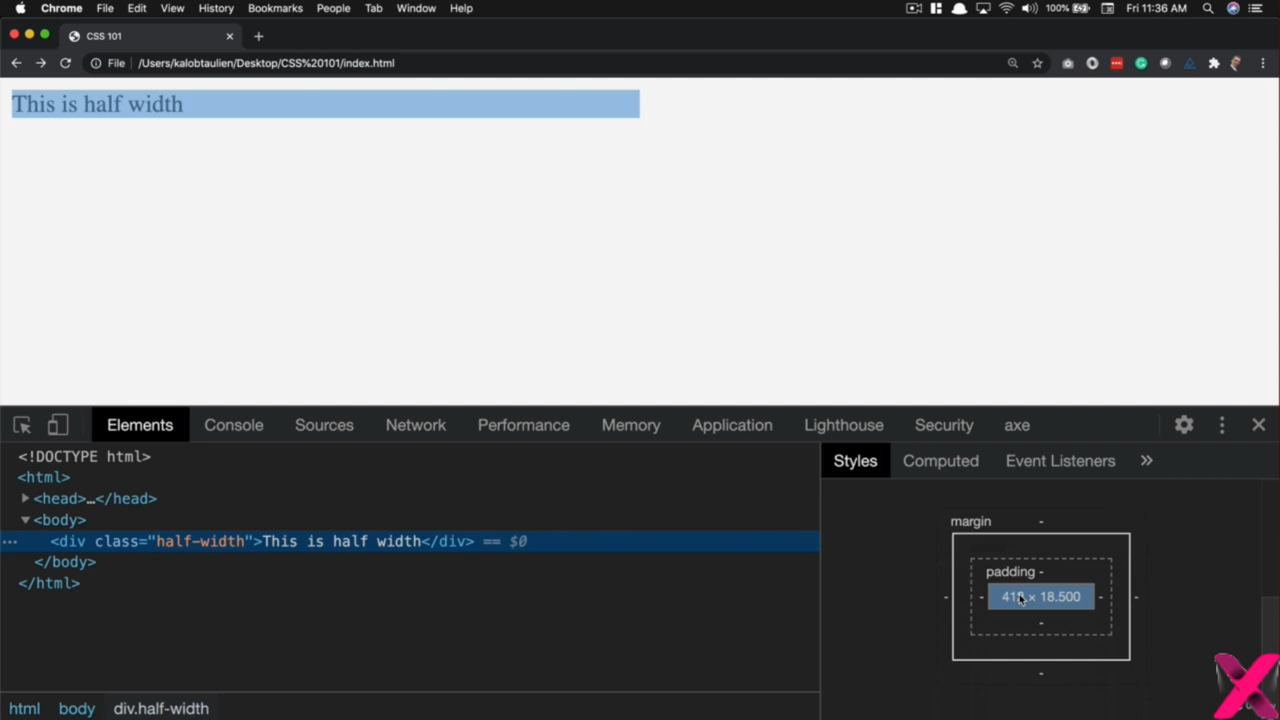 Chrome File Edit View History Bookmarks People Tab Window Help 100% Fri 11:36 AM
CSS 101
File /Users/kalobtaulien/Desktop/CSS%20101/index.html
This is half width
Elements Console Sources Network Performance Memory Application Lighthouse Security axe
<!DOCTYPE html>
<html>
<head>…</head>
<body>
<div class="half-width">This is half width</div> == $0
</body>
</html>
html body div.half-width
Styles Computed Event Listeners »
margin -
padding -
- - × 18.500 - -
-
-